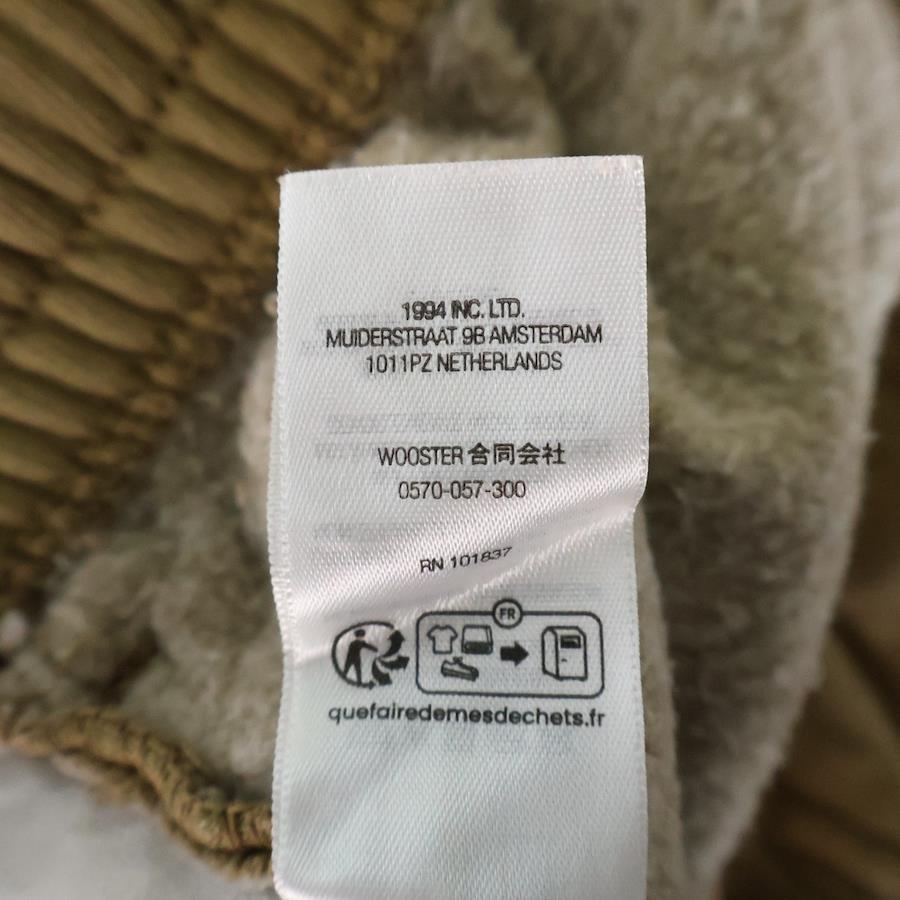 1994 INC. LTD.
MUIDERSTRAAT 9B AMSTERDAM
1011PZ NETHERLANDS
WOOSTER 合同会社
0570-057-300
RN 101837
FR
quefairedemesdechets.fr